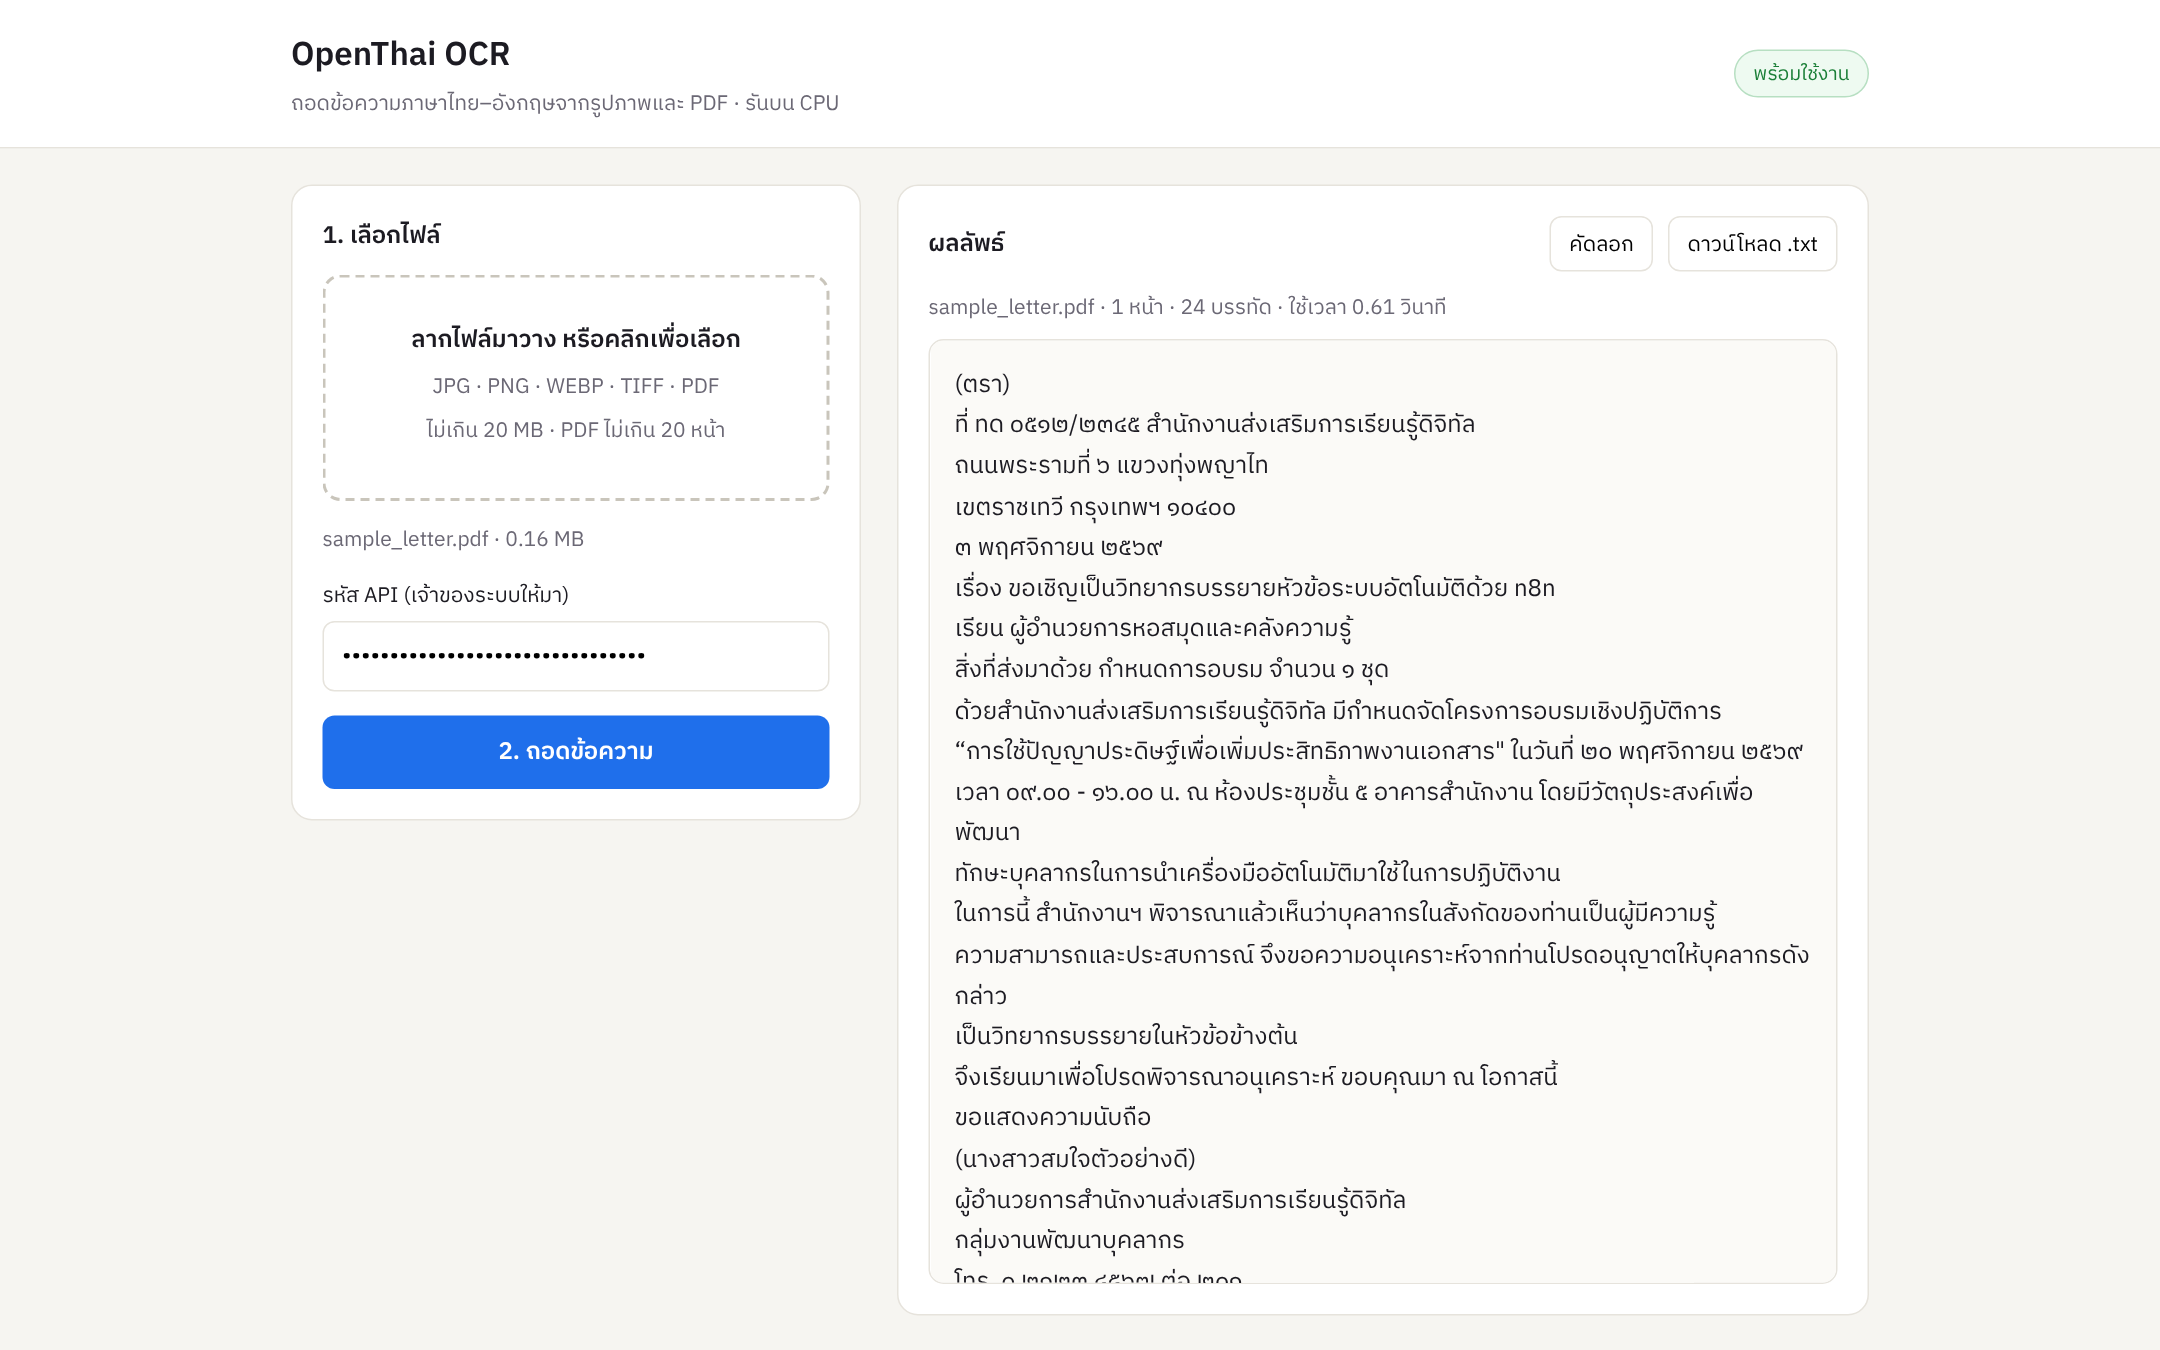 OpenThai OCR
ถอดข้อความภาษาไทย–อังกฤษจากรูปภาพและ PDF · รันบน CPU
พร้อมใช้งาน
1. เลือกไฟล์
ลากไฟล์มาวาง หรือคลิกเพื่อเลือก
JPG · PNG · WEBP · TIFF · PDF
ไม่เกิน 20 MB · PDF ไม่เกิน 20 หน้า
sample_letter.pdf · 0.16 MB
รหัส API (เจ้าของระบบให้มา)
2. ถอดข้อความ
ผลลัพธ์
คัดลอก
ดาวน์โหลด .txt
sample_letter.pdf · 1 หน้า · 24 บรรทัด · ใช้เวลา 0.61 วินาที
(ตรา)
ที่ ทด ๐๕๑๒/๒๓๔๕ สำนักงานส่งเสริมการเรียนรู้ดิจิทัล
ถนนพระรามที่ ๖ แขวงทุ่งพญาไท
เขตราชเทวี กรุงเทพฯ ๑๐๔๐๐
๓ พฤศจิกายน ๒๕๖๙
เรื่อง ขอเชิญเป็นวิทยากรบรรยายหัวข้อระบบอัตโนมัติด้วย n8n
เรียน ผู้อำนวยการหอสมุดและคลังความรู้
สิ่งที่ส่งมาด้วย กำหนดการอบรม จำนวน ๑ ชุด
ด้วยสำนักงานส่งเสริมการเรียนรู้ดิจิทัล มีกำหนดจัดโครงการอบรมเชิงปฏิบัติการ
“การใช้ปัญญาประดิษฐ์เพื่อเพิ่มประสิทธิภาพงานเอกสาร" ในวันที่ ๒๐ พฤศจิกายน ๒๕๖๙
เวลา ๐๙.๐๐ - ๑๖.๐๐ น. ณ ห้องประชุมชั้น ๕ อาคารสำนักงาน โดยมีวัตถุประสงค์เพื่อ
พัฒนา
ทักษะบุคลากรในการนำเครื่องมืออัตโนมัติมาใช้ในการปฏิบัติงาน
ในการนี้ สำนักงานฯ พิจารณาแล้วเห็นว่าบุคลากรในสังกัดของท่านเป็นผู้มีความรู้
ความสามารถและประสบการณ์ จึงขอความอนุเคราะห์จากท่านโปรดอนุญาตให้บุคลากรดัง
กล่าว
เป็นวิทยากรบรรยายในหัวข้อข้างต้น
จึงเรียนมาเพื่อโปรดพิจารณาอนุเคราะห์ ขอบคุณมา ณ โอกาสนี้
ขอแสดงความนับถือ
(นางสาวสมใจตัวอย่างดี)
ผู้อำนวยการสำนักงานส่งเสริมการเรียนรู้ดิจิทัล
กลุ่มงานพัฒนาบุคลากร